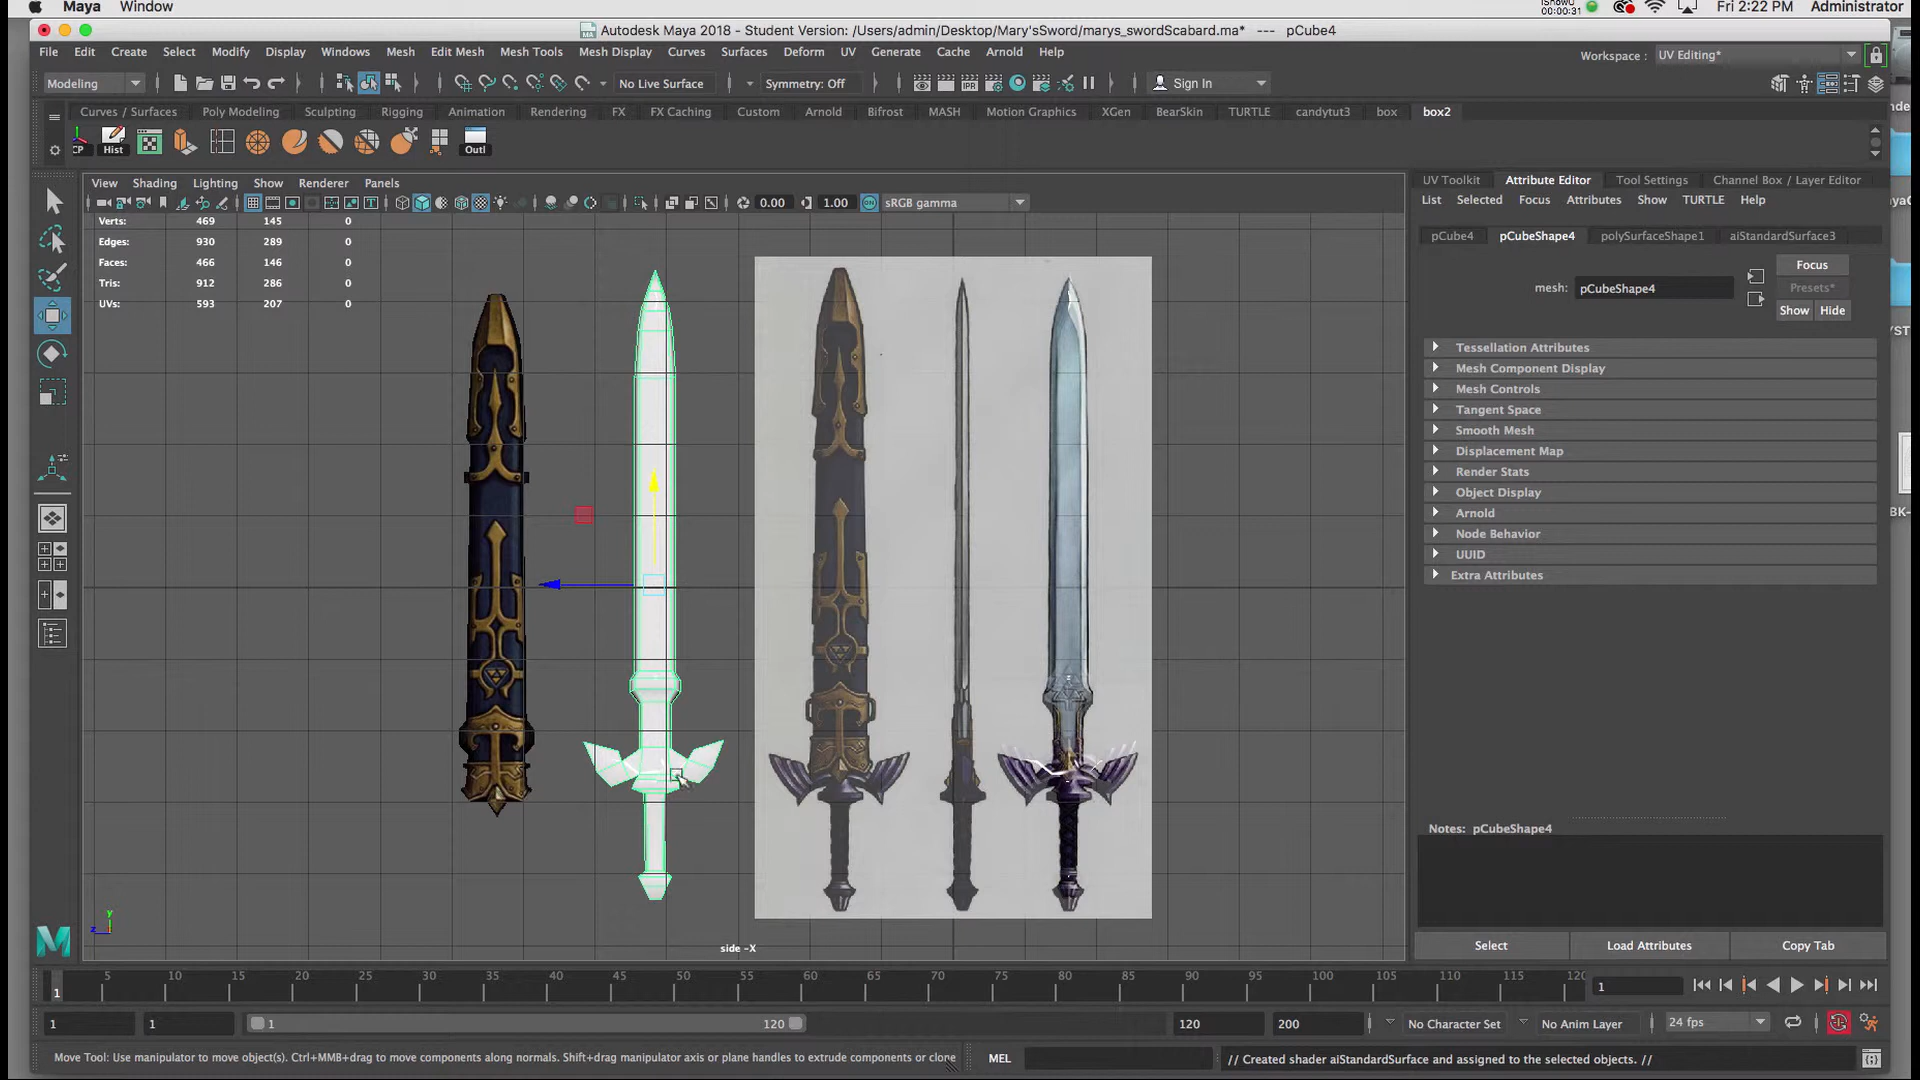 Maya Window
iShowU
00:00:31
Fri 2:22 PM Administrator
Autodesk Maya 2018 - Student Version: /Users/admin/Desktop/Mary'sSword/marys_swordScabard.ma* --- pCube4
File Edit Create Select Modify Display Windows Mesh Edit Mesh Mesh Tools Mesh Display Curves Surfaces Deform UV Generate Cache Arnold Help
Workspace : UV Editing*
Modeling No Live Surface Symmetry: Off Sign In
Curves / Surfaces Poly Modeling Sculpting Rigging Animation Rendering FX FX Caching Custom Arnold Bifrost MASH Motion Graphics XGen BearSkin TURTLE candytut3 box box2
CP Hist Outl
View Shading Lighting Show Renderer Panels
0.00 1.00 sRGB gamma
Verts: 469 145 0
Edges: 930 289 0
Faces: 466 146 0
Tris: 912 286 0
UVs: 593 207 0
y
z
side -X
UV Toolkit Attribute Editor Tool Settings Channel Box / Layer Editor
List Selected Focus Attributes Show TURTLE Help
pCube4 pCubeShape4 polySurfaceShape1 aiStandardSurface3
mesh: pCubeShape4
Focus
Presets*
Show Hide
Tessellation Attributes
Mesh Component Display
Mesh Controls
Tangent Space
Smooth Mesh
Displacement Map
Render Stats
Object Display
Arnold
Node Behavior
UUID
Extra Attributes
Notes: pCubeShape4
Select Load Attributes Copy Tab
5 10 15 20 25 30 35 40 45 50 55 60 65 70 75 80 85 90 95 100 105 110 115 120
1 1
1 1 1 120 120 200 No Character Set No Anim Layer 24 fps
Move Tool: Use manipulator to move object(s). Ctrl+MMB+drag to move components along normals. Shift+drag manipulator axis or plane handles to extrude components or clone
MEL
// Created shader aiStandardSurface and assigned to the selected objects. //